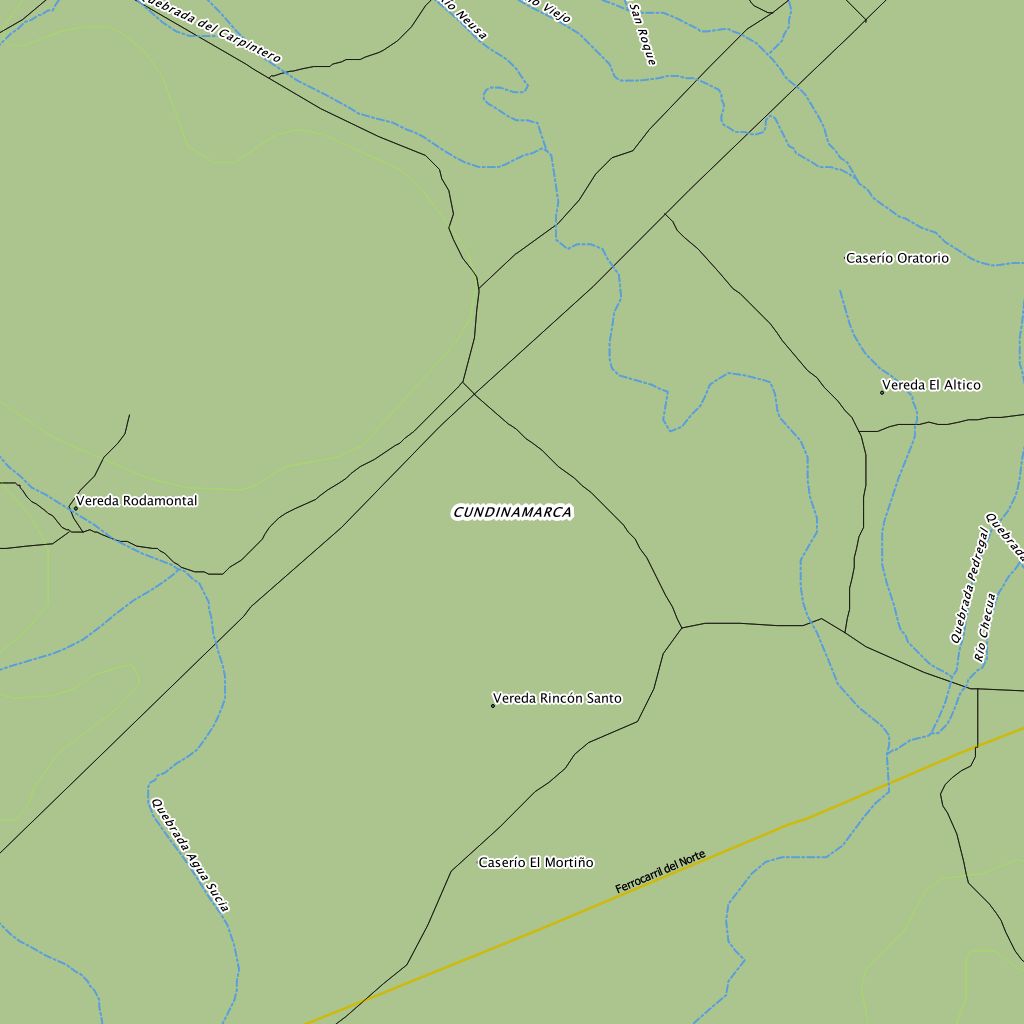 Quebrada del Carpintero
Neusa
Viejo
San Roque
Caserío Oratorio
Vereda El Altico
Vereda Rodamontal
CUNDINAMARCA
Quebrada
Quebrada Pedregal
Río Checua
Vereda Rincón Santo
Quebrada Agua Sucia
Caserío El Mortiño
Ferrocarril del Norte